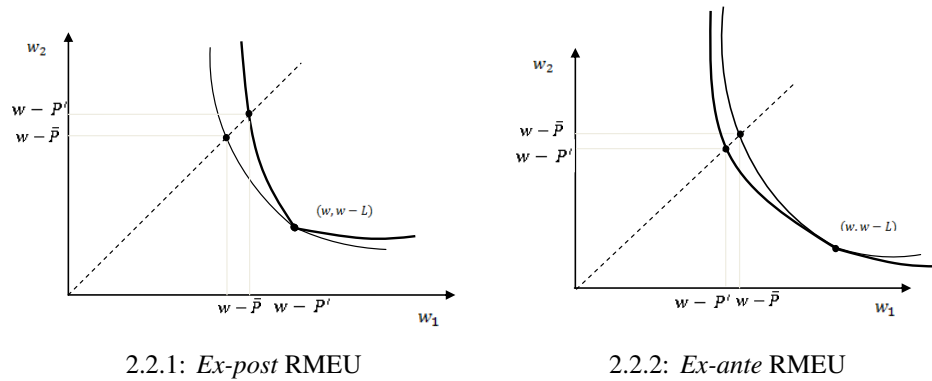 w₂
w − P'
w − P̄
(w, w − L)
w − P̄ w − P'
w₁
2.2.1: Ex-post RMEU
w₂
w − P̄
w − P'
(w, w − L)
w − P' w − P̄
w₁
2.2.2: Ex-ante RMEU